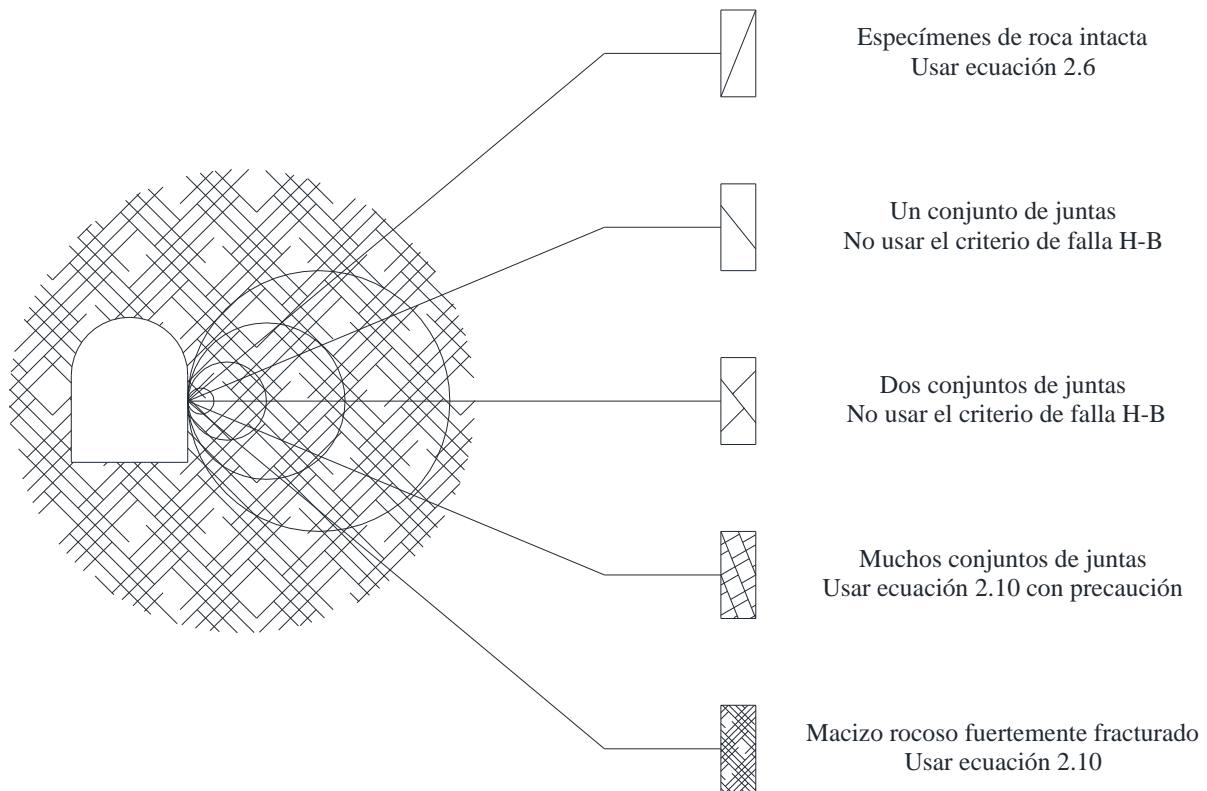 Especímenes de roca intacta
Usar ecuación 2.6
Un conjunto de juntas
No usar el criterio de falla H-B
Dos conjuntos de juntas
No usar el criterio de falla H-B
Muchos conjuntos de juntas
Usar ecuación 2.10 con precaución
Macizo rocoso fuertemente fracturado
Usar ecuación 2.10